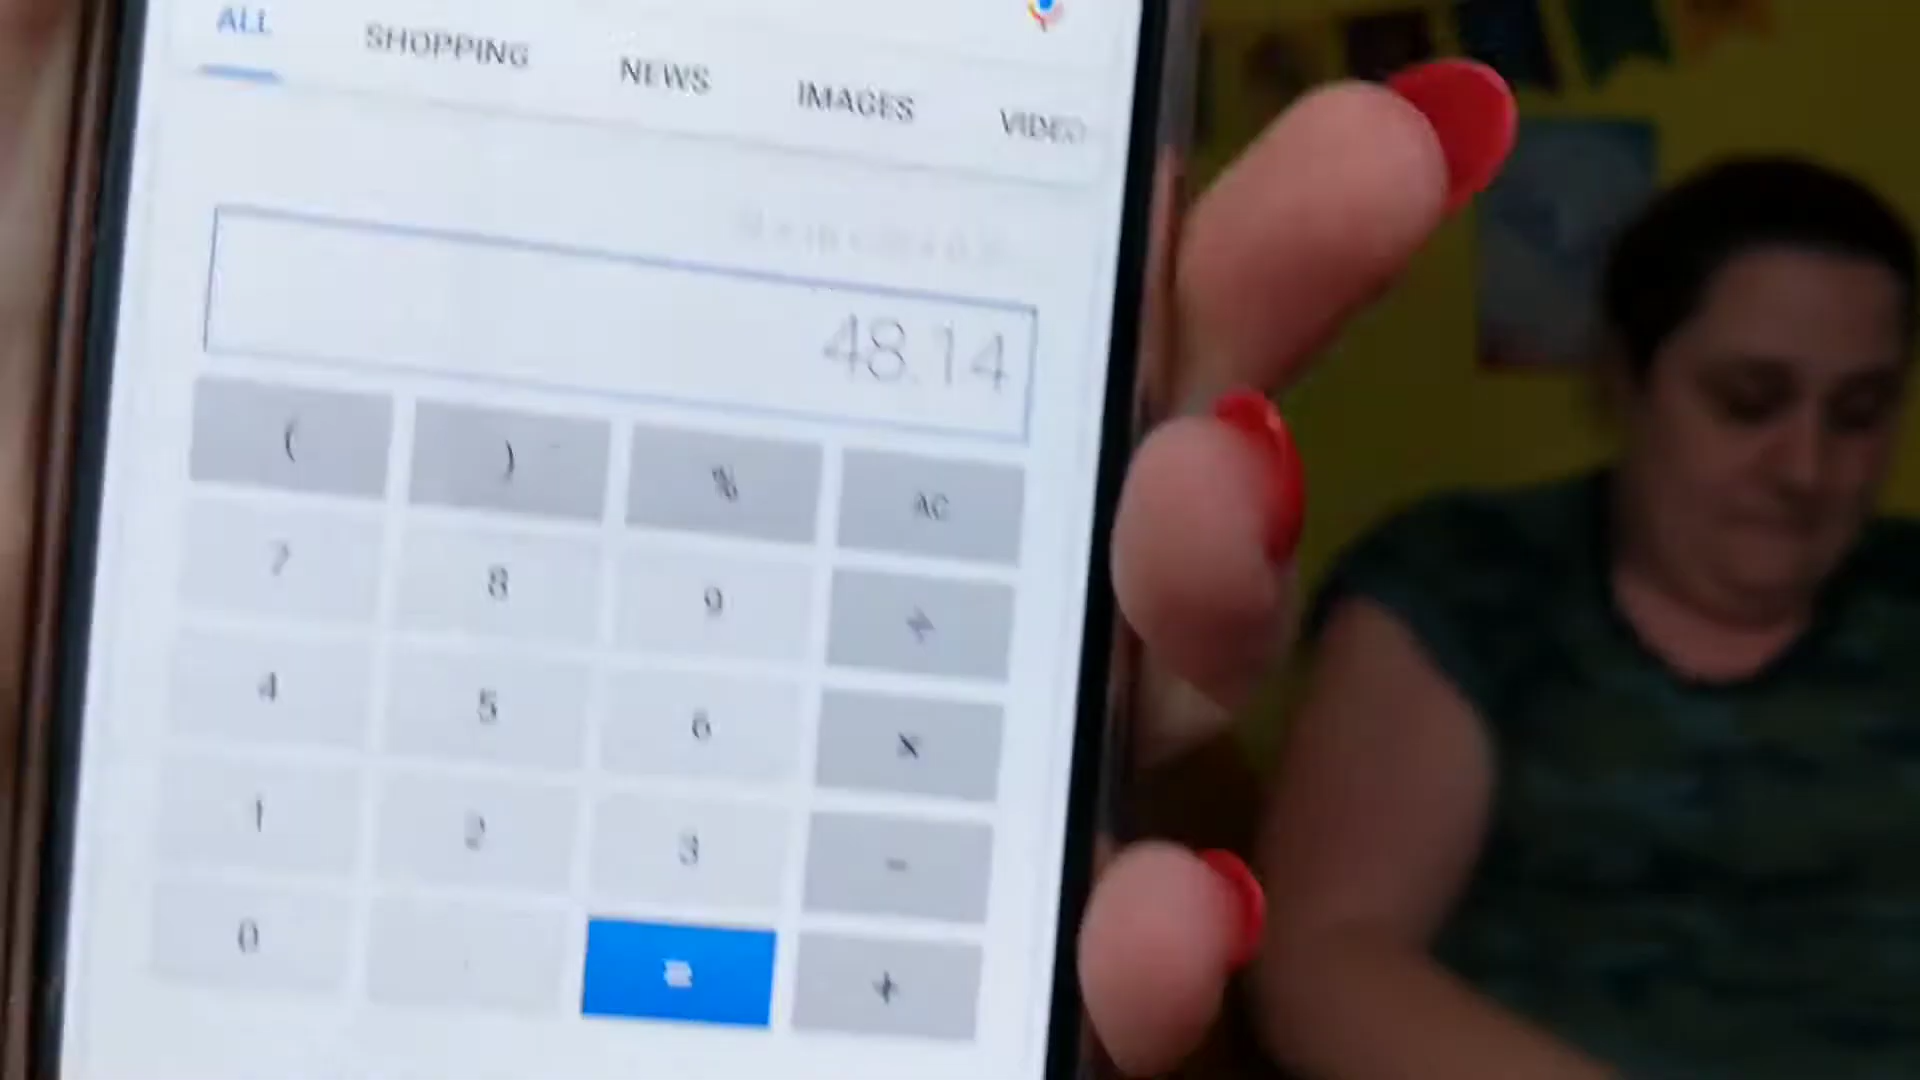 ALL SHOPPING NEWS IMAGES VIDEO
48.14
( ) % AC
7 8 9 ÷
4 5 6 ×
1 2 3 -
0 . = +